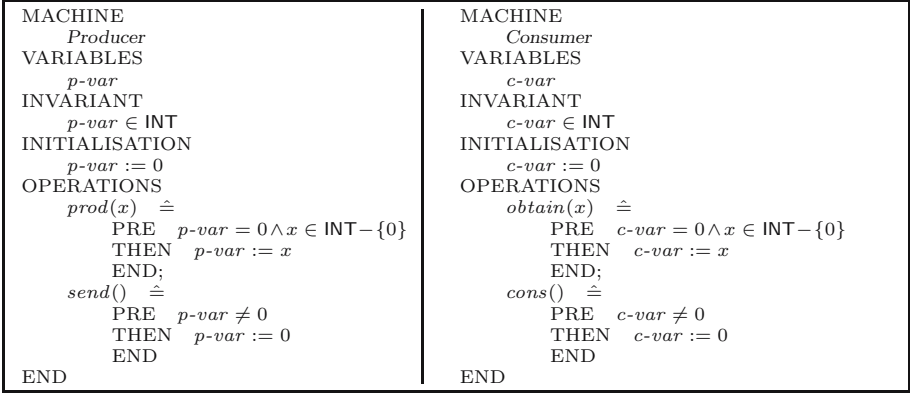 MACHINE
Producer
VARIABLES
p-var
INVARIANT
p-var ∈ INT
INITIALISATION
p-var := 0
OPERATIONS
prod(x) ≙
PRE p-var = 0 ∧ x ∈ INT−{0}
THEN p-var := x
END;
send() ≙
PRE p-var ≠ 0
THEN p-var := 0
END
END
MACHINE
Consumer
VARIABLES
c-var
INVARIANT
c-var ∈ INT
INITIALISATION
c-var := 0
OPERATIONS
obtain(x) ≙
PRE c-var = 0 ∧ x ∈ INT−{0}
THEN c-var := x
END;
cons() ≙
PRE c-var ≠ 0
THEN c-var := 0
END
END